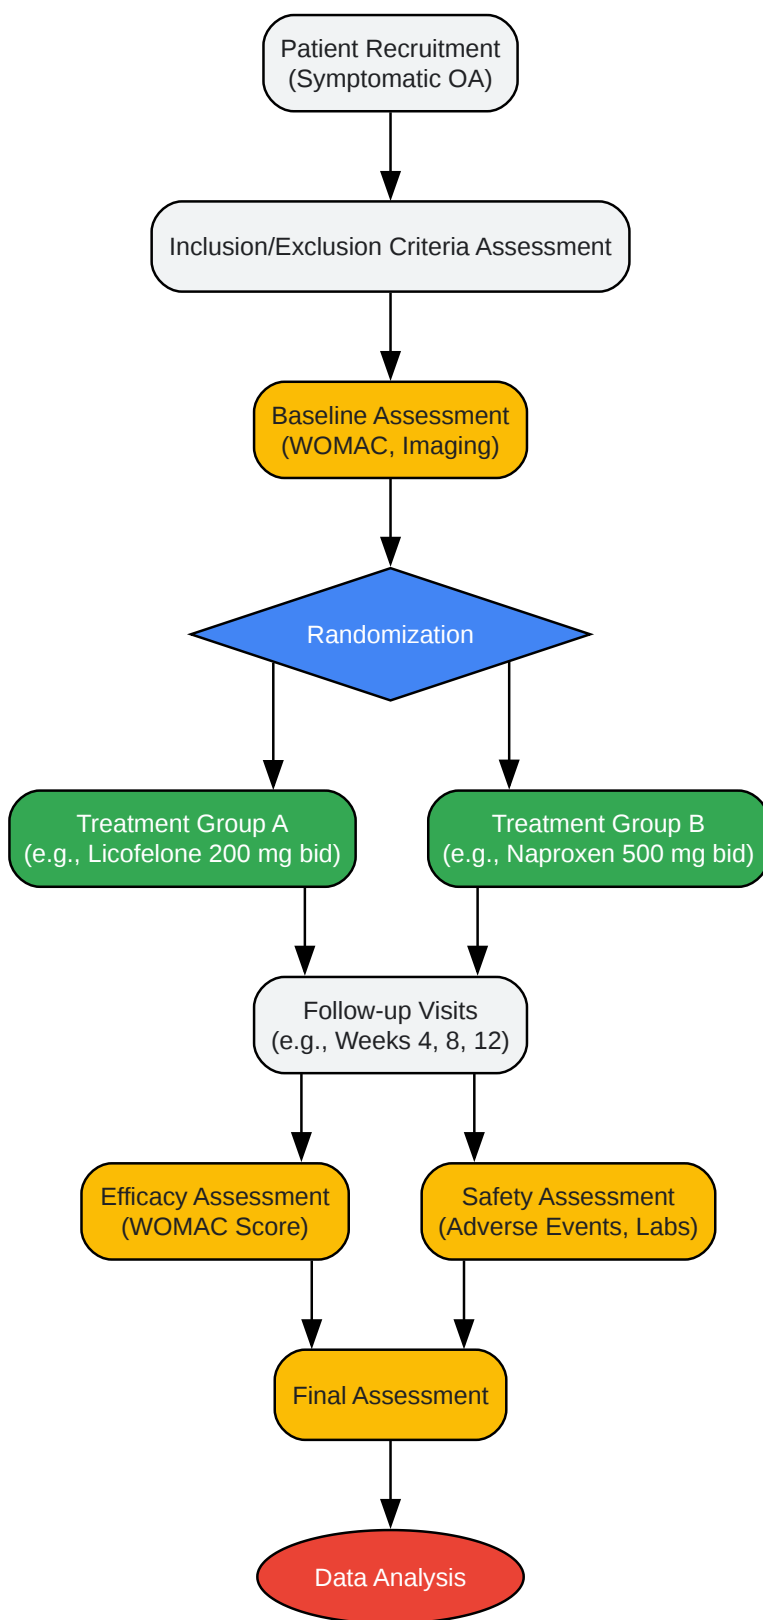 Patient Recruitment
(Symptomatic OA)
Inclusion/Exclusion Criteria Assessment
Baseline Assessment
(WOMAC, Imaging)
Randomization
Treatment Group A
(e.g., Licofelone 200 mg bid)
Treatment Group B
(e.g., Naproxen 500 mg bid)
Follow-up Visits
(e.g., Weeks 4, 8, 12)
Efficacy Assessment
(WOMAC Score)
Safety Assessment
(Adverse Events, Labs)
Final Assessment
Data Analysis